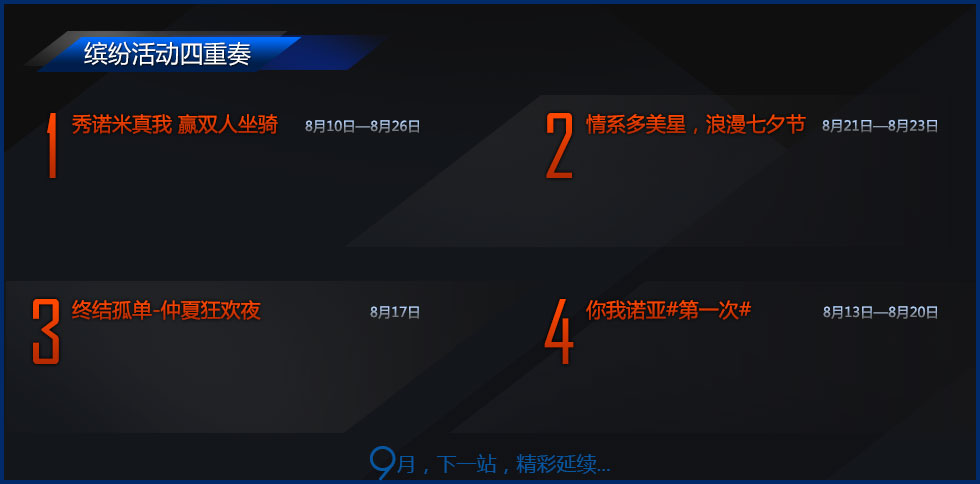 缤纷活动四重奏
1 秀诺米真我 赢双人坐骑 8月10日—8月26日
2 情系多美星，浪漫七夕节 8月21日—8月23日
3 终结孤单-仲夏狂欢夜 8月17日
4 你我诺亚#第一次# 8月13日—8月20日
9月，下一站，精彩延续...